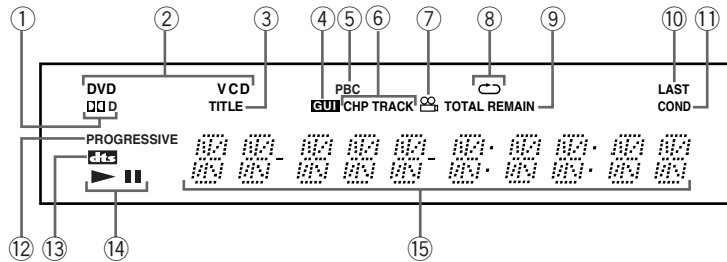 ① ② ③ ④ ⑤ ⑥ ⑦ ⑧ ⑨ ⑩ ⑪
DVD VCD PBC LAST
D TITLE GUI CHP TRACK TOTAL REMAIN COND
PROGRESSIVE
dts
⑫ ⑬ ⑭ ⑮